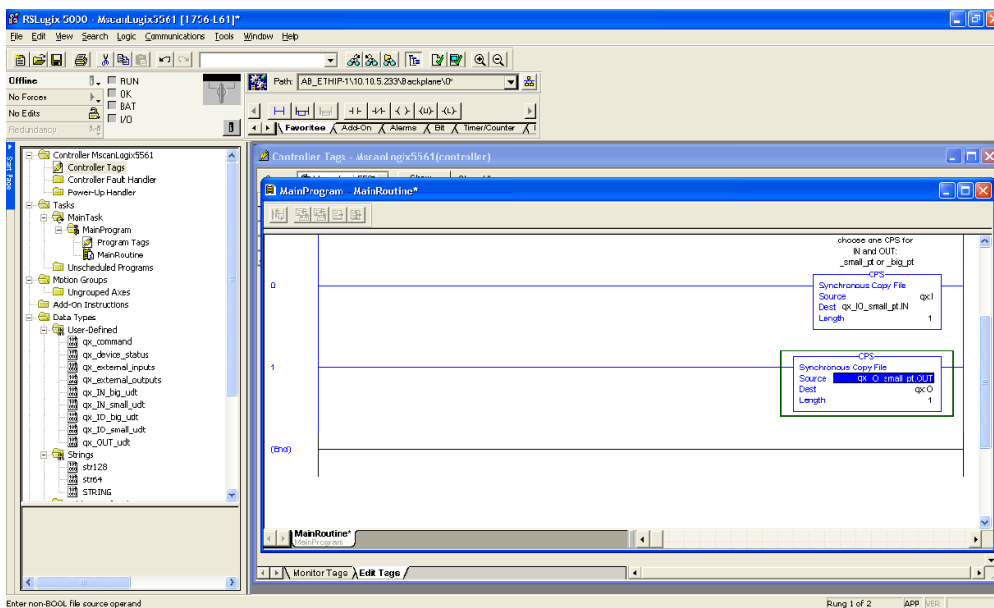 RSLogix 5000 - MscanLogix5561 [1756-L61]*
File Edit View Search Logic Communications Tools Window Help
Offline
RUN
No Forces
OK
No Edits
BAT
Redundancy
I/O
Path: AB_ETHIP-1\10.10.5.233\Backplane\0*
Favorites Add-On Alarms Bit Timer/Counter
Start Page
Controller MscanLogix5561
Controller Tags
Controller Fault Handler
Power-Up Handler
Tasks
MainTask
MainProgram
Program Tags
MainRoutine
Unscheduled Programs
Motion Groups
Ungrouped Axes
Add-On Instructions
Data Types
User-Defined
qx_command
qx_device_status
qx_external_inputs
qx_external_outputs
qx_IN_big_udt
qx_IN_small_udt
qx_IO_big_udt
qx_IO_small_udt
qx_OUT_udt
Strings
str128
str64
STRING
Controller Tags - MscanLogix5561(controller)
MainProgram - MainRoutine*
choose one CPS for
IN and OUT:
_small_pt or _big_pt
0
CPS
Synchronous Copy File
Source qx:I
Dest qx_IO_small_pt.IN
Length 1
1
CPS
Synchronous Copy File
Source qx_IO_small_pt.OUT
Dest qx:O
Length 1
(End)
MainRoutine*
MainProgram
Monitor Tags Edit Tags
Enter non-BOOL file source operand
Rung 1 of 2 APP VER